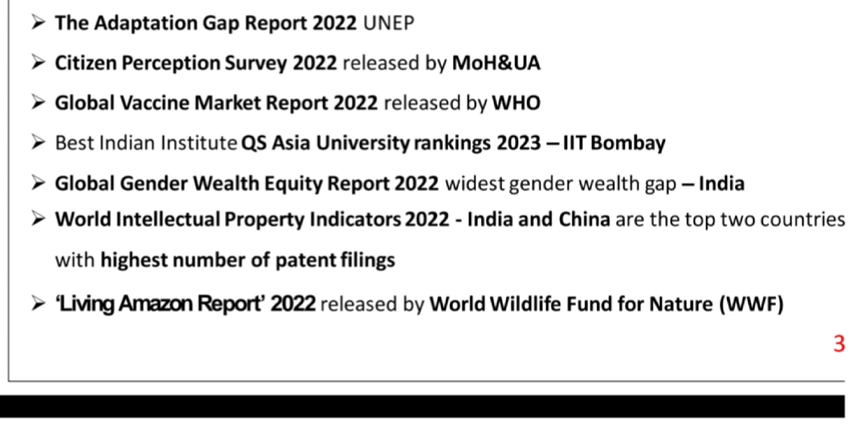 ➢ The Adaptation Gap Report 2022 UNEP
➢ Citizen Perception Survey 2022 released by MoH&UA
➢ Global Vaccine Market Report 2022 released by WHO
➢ Best Indian Institute QS Asia University rankings 2023 – IIT Bombay
➢ Global Gender Wealth Equity Report 2022 widest gender wealth gap – India
➢ World Intellectual Property Indicators 2022 - India and China are the top two countries
with highest number of patent filings
➢ ‘Living Amazon Report’ 2022 released by World Wildlife Fund for Nature (WWF)
3